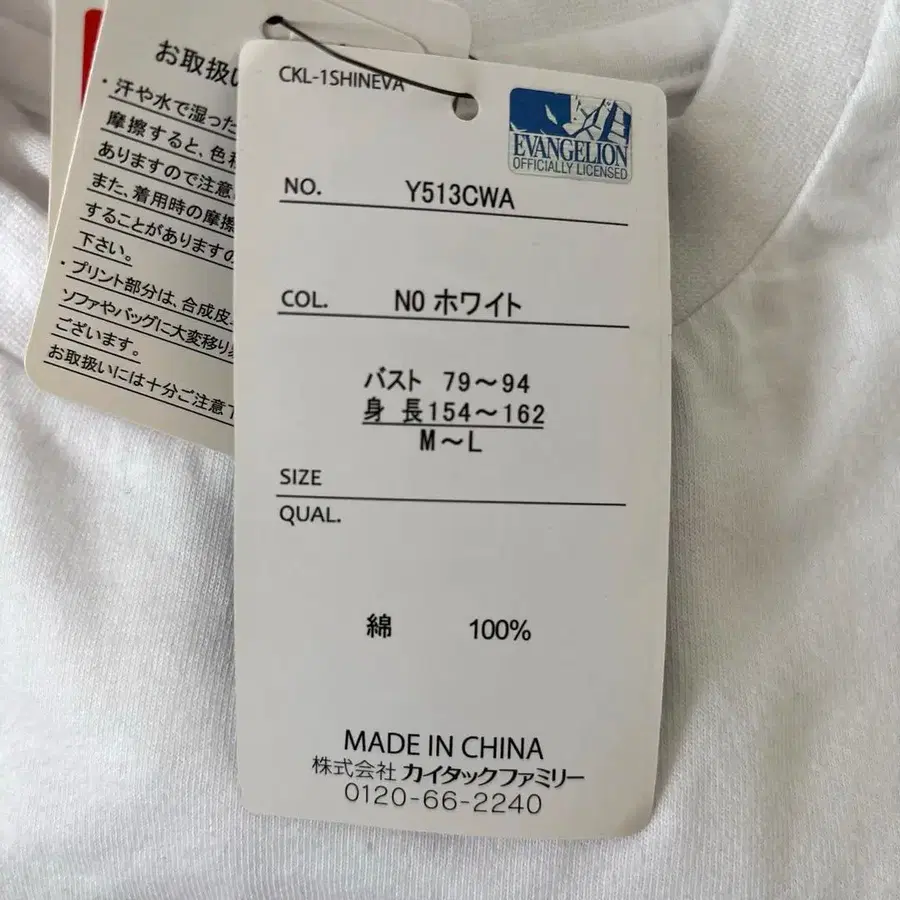 お取扱い
・汗や水で湿った
摩擦すると、色
ありますので注意
また、着用時の摩擦
することがありますの
下さい。
・プリント部分は、合成皮
ソファやバッグに大変移り
ございます。
お取扱いには十分ご注意下
CKL-1SHINEVA
EVANGELION
OFFICIALLY LICENSED
NO. Y513CWA
COL. NO ホワイト
バスト 79～94
身 長154～162
M～L
SIZE
QUAL.
綿 100%
MADE IN CHINA
株式会社 カイタックファミリー
0120-66-2240